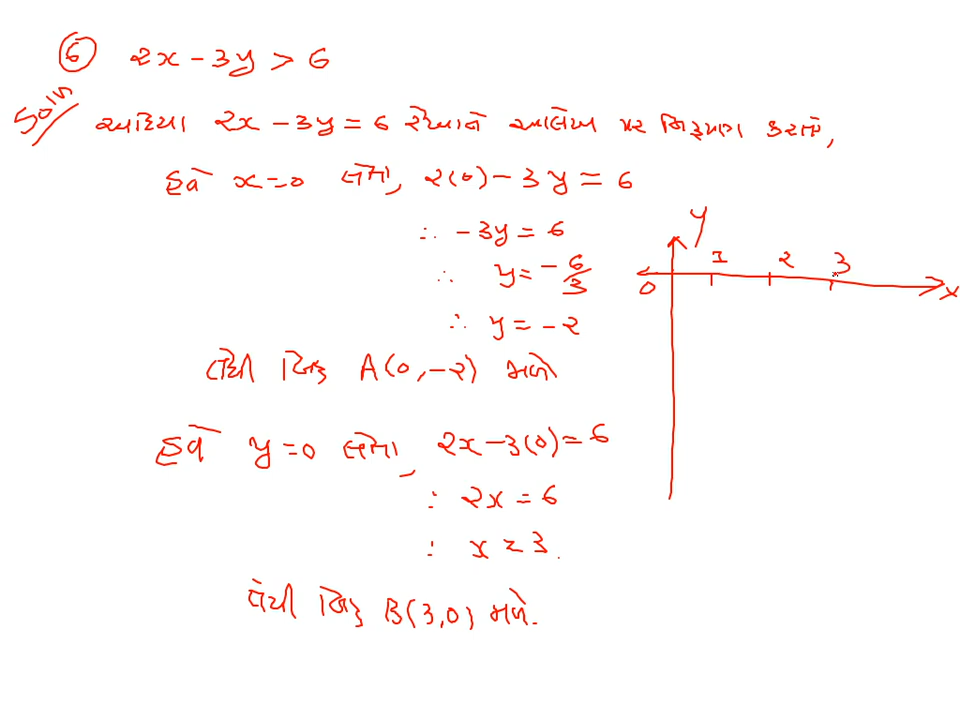 6 2x - 3y > 6
Soln
અહિંયા 2x - 3y = 6 રેખાને આલેખ પર નિરૂપણ કરતાં,
હવે x = 0 લેતા, 2(0) - 3y = 6
∴ -3y = 6
∴ y = -6/3
∴ y = -2
તેથી બિંદુ A(0, -2) મળે
હવે y = 0 લેતા, 2x - 3(0) = 6
∴ 2x = 6
∴ x = 3.
તેથી બિંદુ B(3, 0) મળે.
y
1 2 3
0 x